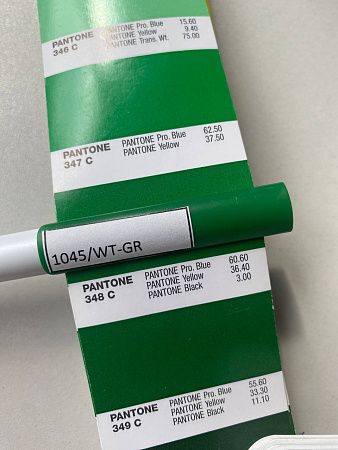 PANTONE
346 C
PANTONE Pro. Blue 15.60
PANTONE Yellow 9.40
PANTONE Trans. Wt. 75.00
PANTONE
347 C
PANTONE Pro. Blue 62.50
PANTONE Yellow 37.50
1045/WT-GR
PANTONE
348 C
PANTONE Pro. Blue 60.60
PANTONE Yellow 36.40
PANTONE Black 3.00
PANTONE
349 C
PANTONE Pro. Blue 55.60
PANTONE Yellow 33.30
PANTONE Black 11.10